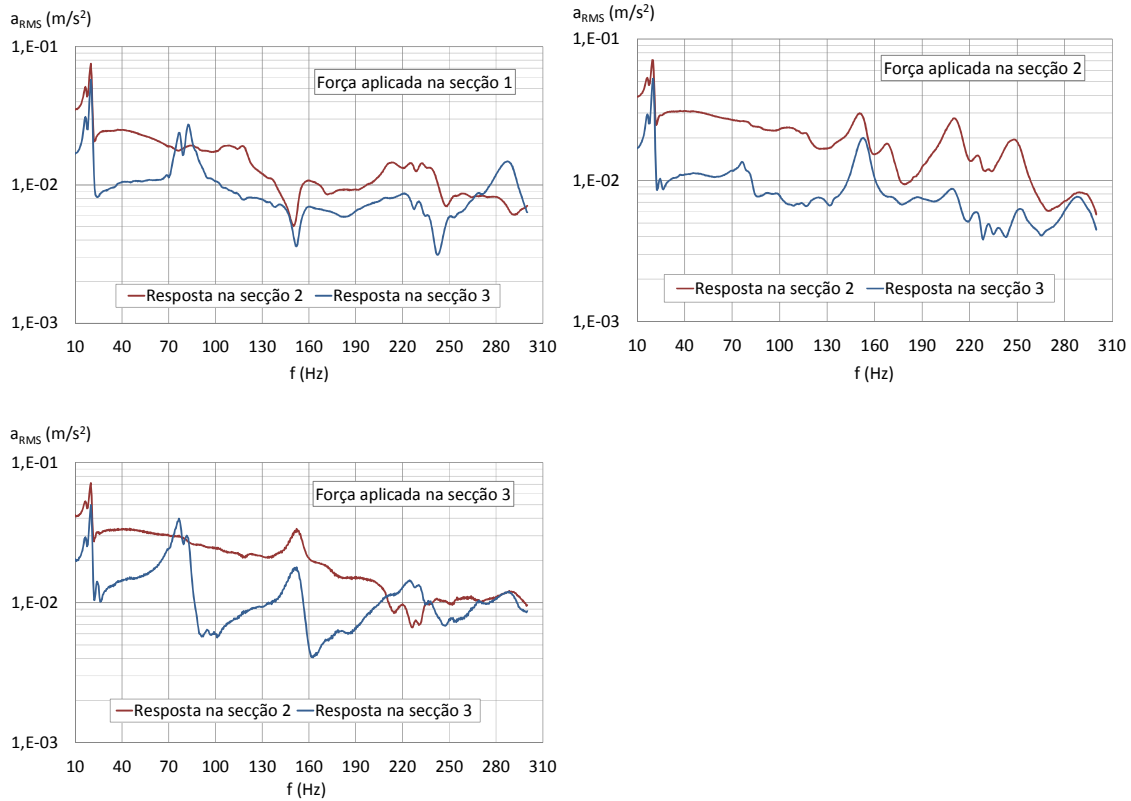 a_RMS (m/s²)
1,E-01
Força aplicada na secção 1
1,E-02
Resposta na secção 2 Resposta na secção 3
1,E-03
10 40 70 100 130 160 190 220 250 280 310
f (Hz)
a_RMS (m/s²)
1,E-01
Força aplicada na secção 2
1,E-02
Resposta na secção 2 Resposta na secção 3
1,E-03
10 40 70 100 130 160 190 220 250 280 310
f (Hz)
a_RMS (m/s²)
1,E-01
Força aplicada na secção 3
1,E-02
Resposta na secção 2 Resposta na secção 3
1,E-03
10 40 70 100 130 160 190 220 250 280 310
f (Hz)